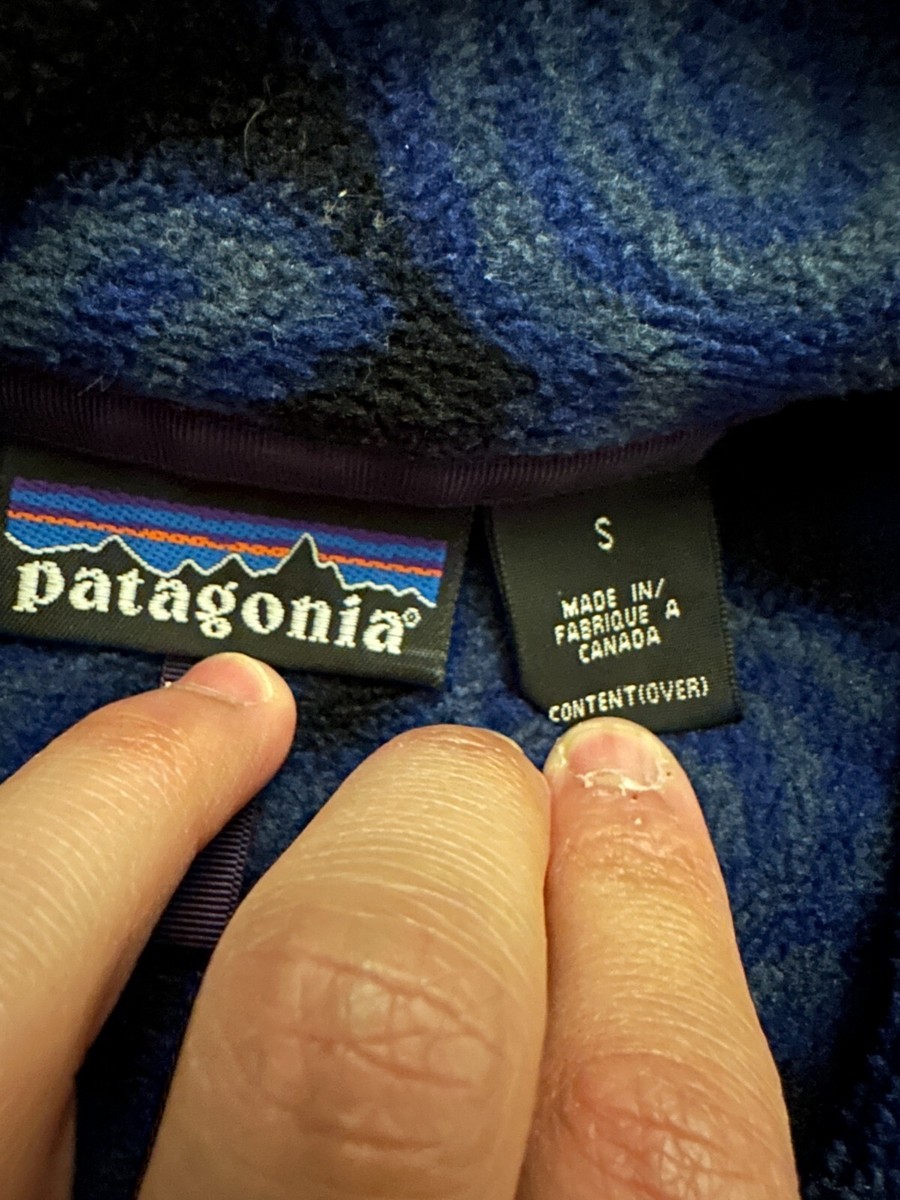 patagonia®
S
MADE IN/
FABRIQUE A
CANADA
CONTENT(OVER)